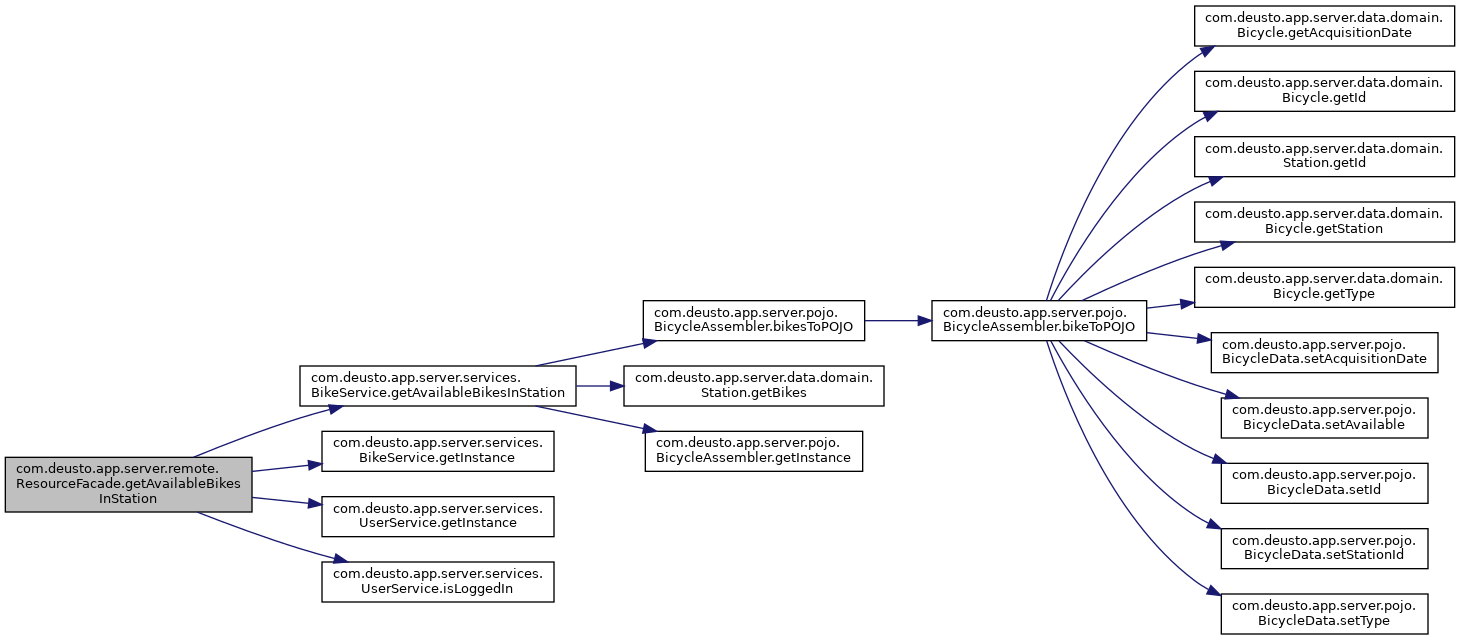 com.deusto.app.server.remote.
ResourceFacade.getAvailableBikes
InStation
com.deusto.app.server.services.
BikeService.getAvailableBikesInStation
com.deusto.app.server.services.
BikeService.getInstance
com.deusto.app.server.services.
UserService.getInstance
com.deusto.app.server.services.
UserService.isLoggedIn
com.deusto.app.server.pojo.
BicycleAssembler.bikesToPOJO
com.deusto.app.server.data.domain.
Station.getBikes
com.deusto.app.server.pojo.
BicycleAssembler.getInstance
com.deusto.app.server.pojo.
BicycleAssembler.bikeToPOJO
com.deusto.app.server.data.domain.
Bicycle.getAcquisitionDate
com.deusto.app.server.data.domain.
Bicycle.getId
com.deusto.app.server.data.domain.
Station.getId
com.deusto.app.server.data.domain.
Bicycle.getStation
com.deusto.app.server.data.domain.
Bicycle.getType
com.deusto.app.server.pojo.
BicycleData.setAcquisitionDate
com.deusto.app.server.pojo.
BicycleData.setAvailable
com.deusto.app.server.pojo.
BicycleData.setId
com.deusto.app.server.pojo.
BicycleData.setStationId
com.deusto.app.server.pojo.
BicycleData.setType